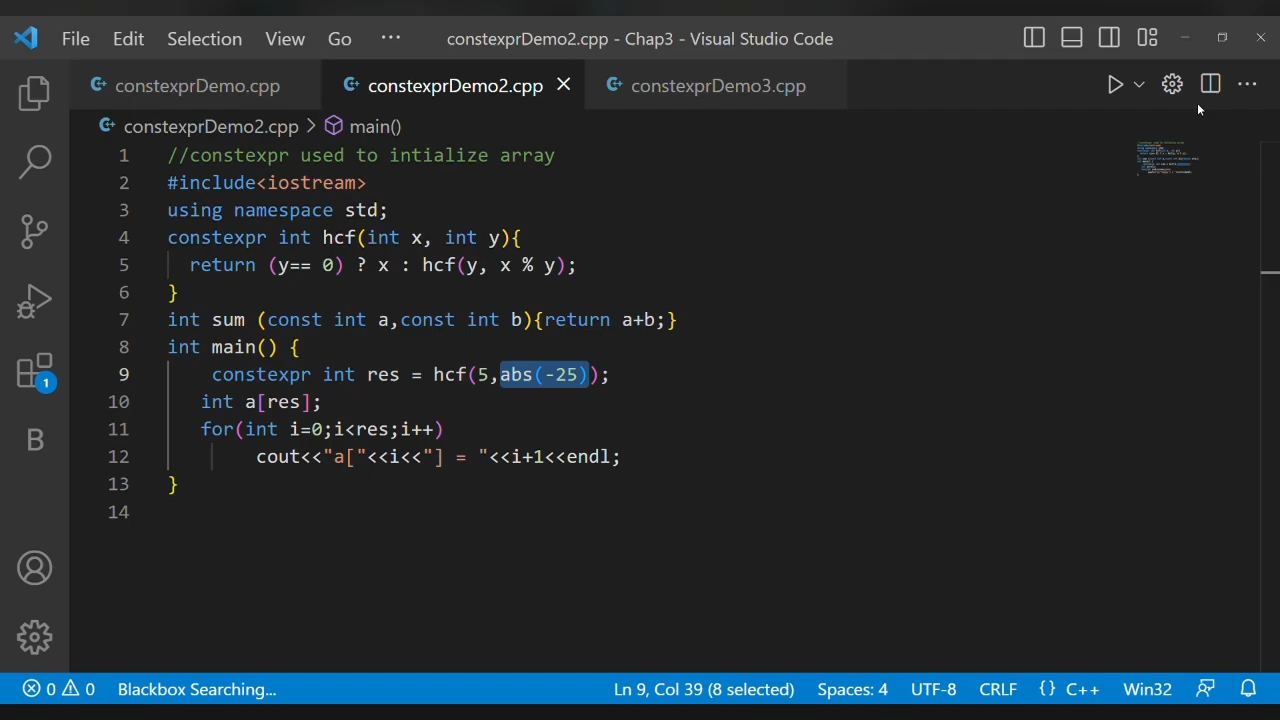 File Edit Selection View Go ··· constexprDemo2.cpp - Chap3 - Visual Studio Code
constexprDemo.cpp constexprDemo2.cpp constexprDemo3.cpp
constexprDemo2.cpp > main()
1 //constexpr used to intialize array
2 #include<iostream>
3 using namespace std;
4 constexpr int hcf(int x, int y){
5 return (y== 0) ? x : hcf(y, x % y);
6 }
7 int sum (const int a,const int b){return a+b;}
8 int main() {
9 constexpr int res = hcf(5,abs(-25));
10 int a[res];
11 for(int i=0;i<res;i++)
12 cout<<"a["<<i<<"] = "<<i+1<<endl;
13 }
14
1
B
0 0 Blackbox Searching... Ln 9, Col 39 (8 selected) Spaces: 4 UTF-8 CRLF {} C++ Win32